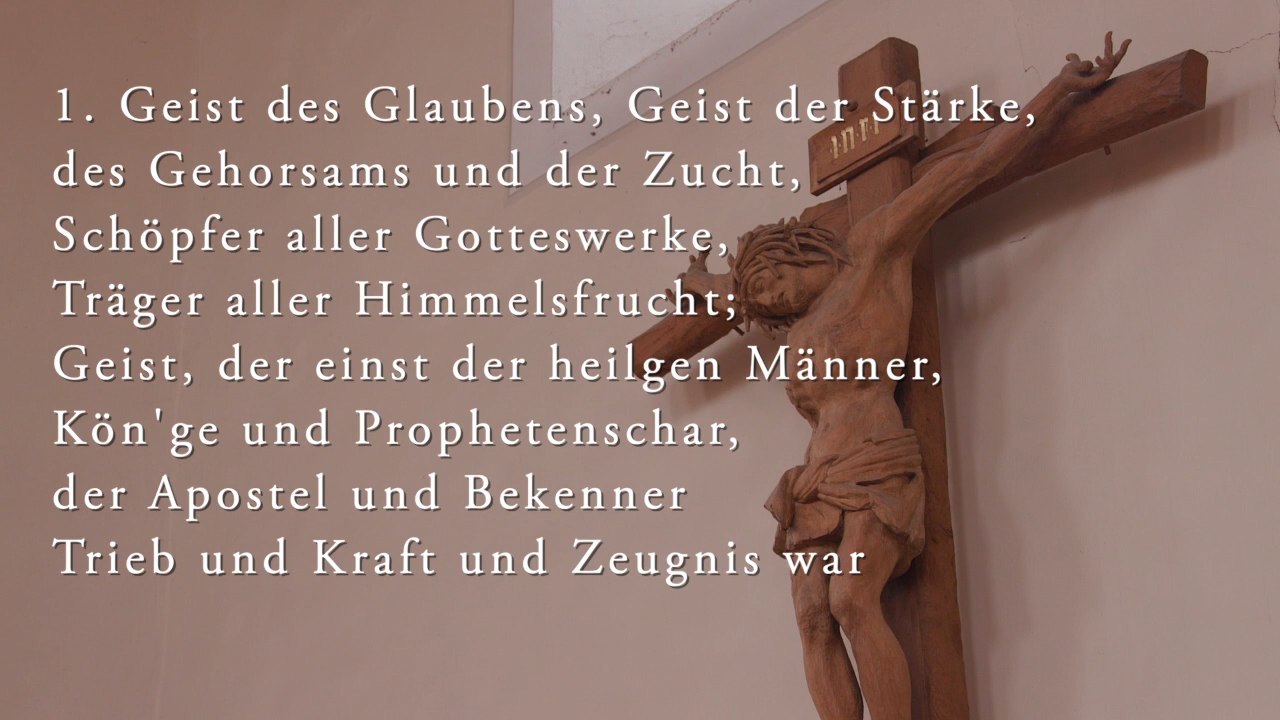 1. Geist des Glaubens, Geist der Stärke,
des Gehorsams und der Zucht,
Schöpfer aller Gotteswerke,
Träger aller Himmelsfrucht;
Geist, der einst der heilgen Männer,
Kön'ge und Prophetenschar,
der Apostel und Bekenner
Trieb und Kraft und Zeugnis war